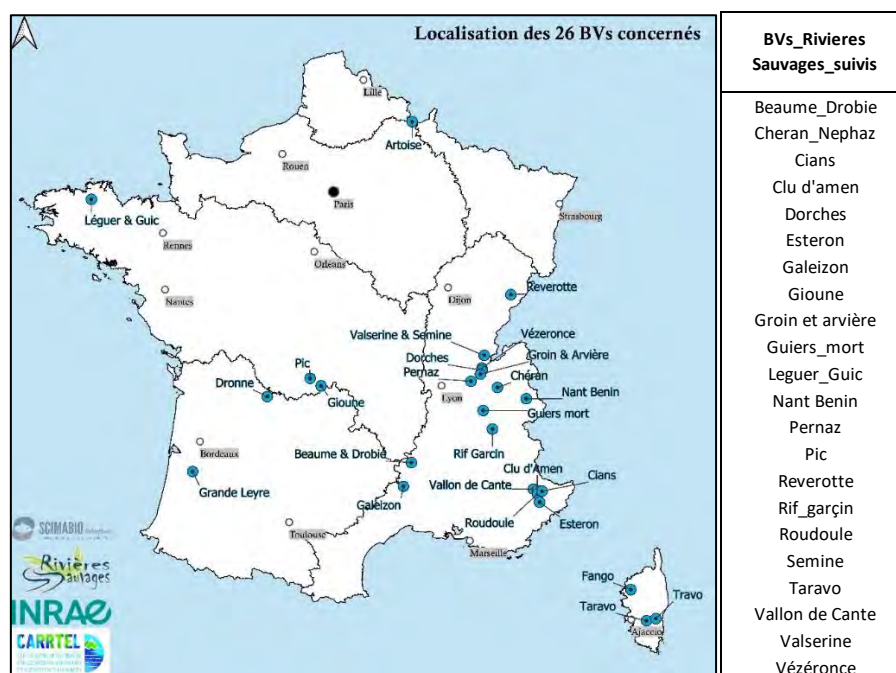 Localisation des 26 BVs concernés
Lille
Artoise
Rouen
Paris
Léguer & Guic
Strasbourg
Rennes
Orléans
Nantes
Dijon
Reverotte
Valserine & Semine
Vézeronce
Dorches
Groin & Arvière
Pernaz
Pic
Chéran
Dronne
Gioune
Lyon
Nant Benin
Guiers mort
Bordeaux
Rif Garcin
Beaume & Drobie
Clu d'Amen
Grande Leyre
Vallon de Cante
Cians
Galeizon
Roudoule
Esteron
Toulouse
Marseille
Fango
Travo
Taravo
Ajaccio
SCIMABIO
Rivières
Sauvages
INRAE
CARRTEL
BVs_Rivieres
Sauvages_suivis
Beaume_Drobie
Cheran_Nephaz
Cians
Clu d'amen
Dorches
Esteron
Galeizon
Gioune
Groin et arvière
Guiers_mort
Leguer_Guic
Nant Benin
Pernaz
Pic
Reverotte
Rif_garçin
Roudoule
Semine
Taravo
Vallon de Cante
Valserine
Vézéronce